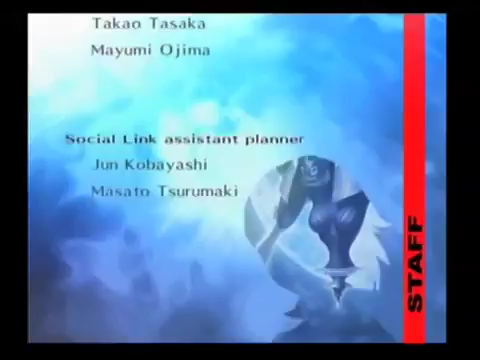 Takao Tasaka
Mayumi Ojima
Social Link assistant planner
Jun Kobayashi
Masato Tsurumaki
STAFF